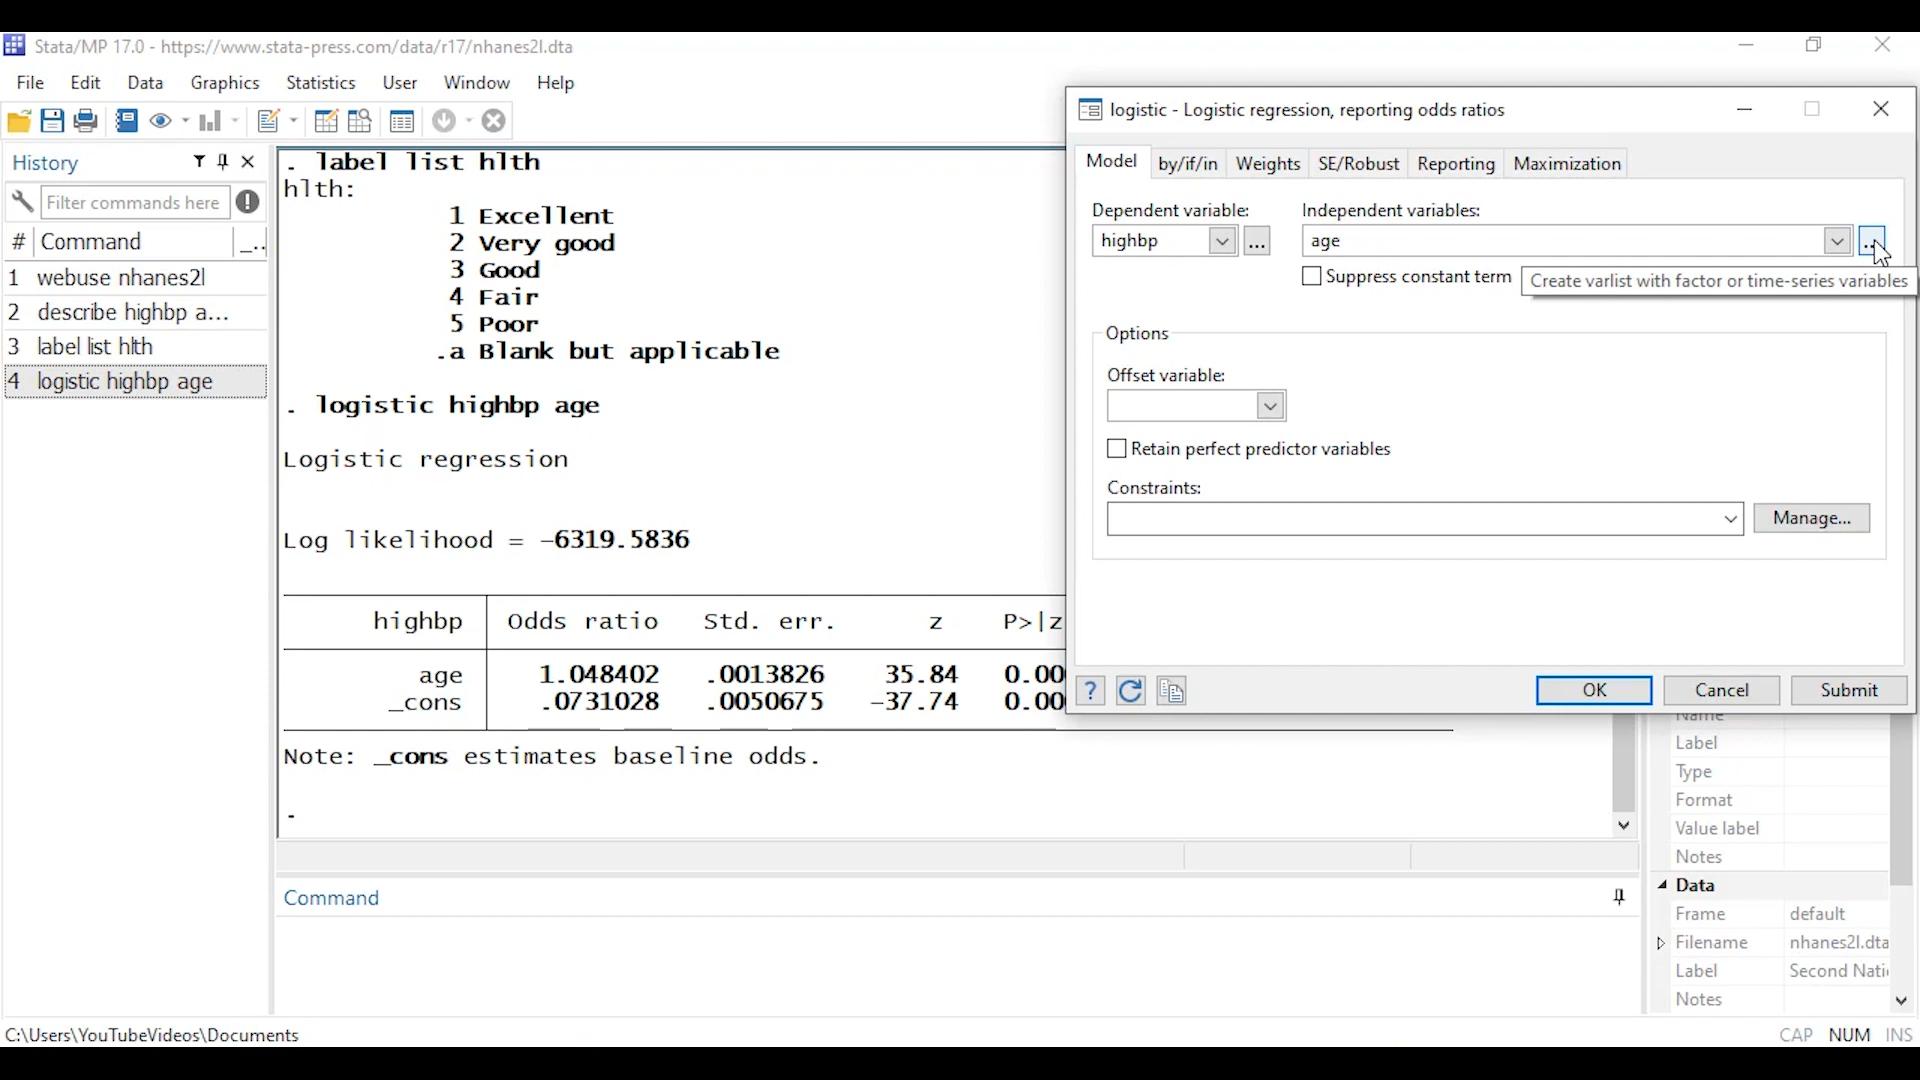 Stata/MP 17.0 - https://www.stata-press.com/data/r17/nhanes2l.dta
File Edit Data Graphics Statistics User Window Help
History
Filter commands here
# Command
1 webuse nhanes2l
2 describe highbp a...
3 label list hlth
4 logistic highbp age
. label list hlth
hlth:
1 Excellent
2 Very good
3 Good
4 Fair
5 Poor
.a Blank but applicable
. logistic highbp age
Logistic regression
Log likelihood = -6319.5836
highbp Odds ratio Std. err. z P>|z
age 1.048402 .0013826 35.84 0.00
_cons .0731028 .0050675 -37.74 0.00
Note: _cons estimates baseline odds.
.
Command
logistic - Logistic regression, reporting odds ratios
Model by/if/in Weights SE/Robust Reporting Maximization
Dependent variable: Independent variables:
highbp ... age ...
Suppress constant term
Create varlist with factor or time-series variables
Options
Offset variable:
Retain perfect predictor variables
Constraints:
Manage...
? OK Cancel Submit
Name
Label
Type
Format
Value label
Notes
Data
Frame default
Filename nhanes2l.dta
Label Second Nati
Notes
C:\Users\YouTubeVideos\Documents
CAP NUM INS